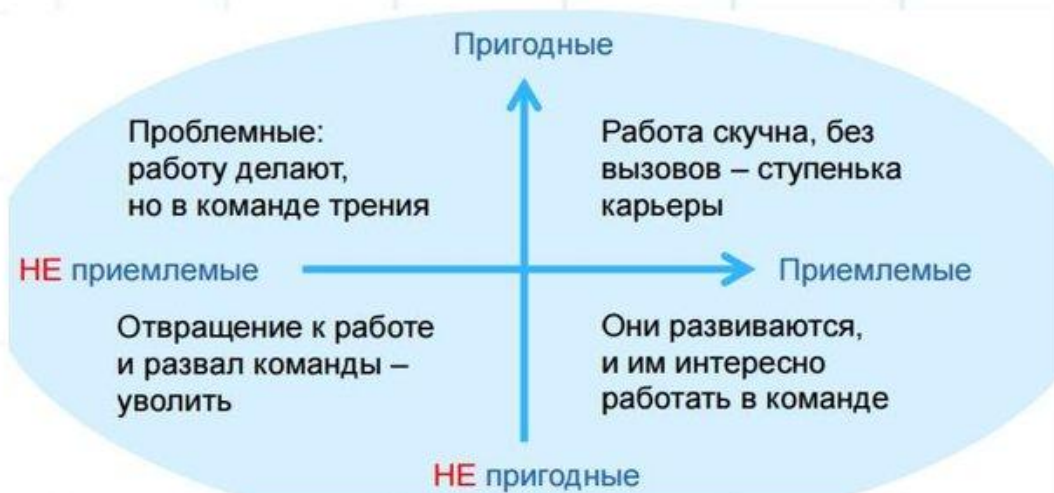 Пригодные
Проблемные:
работу делают,
но в команде трения
Работа скучна, без
вызовов – ступенька
карьеры
НЕ приемлемые
Приемлемые
Отвращение к работе
и развал команды –
уволить
Они развиваются,
и им интересно
работать в команде
НЕ пригодные